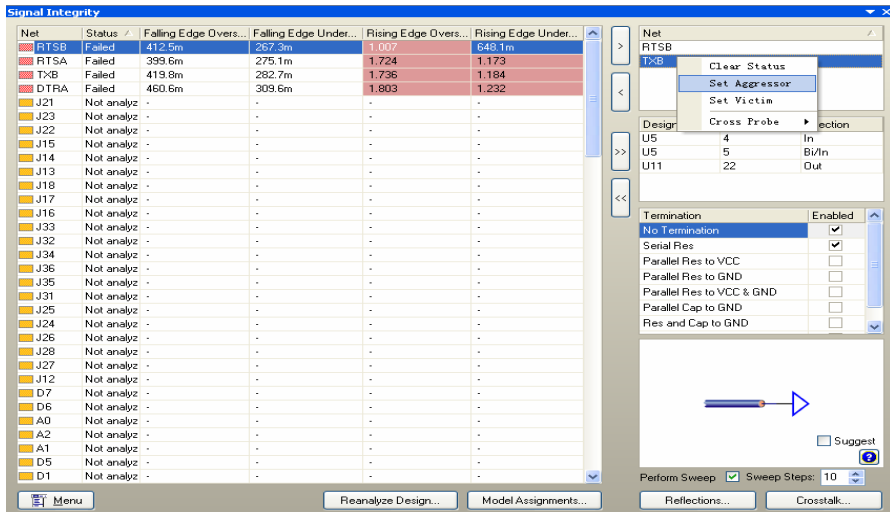 Signal Integrity
Net Status Falling Edge Overs... Falling Edge Under... Rising Edge Overs... Rising Edge Under...
RTSB Failed 412.5m 267.3m 1.007 648.1m
RTSA Failed 399.6m 275.1m 1.724 1.173
TXB Failed 419.8m 282.7m 1.736 1.184
DTRA Failed 460.6m 309.6m 1.803 1.232
J21 Not analyz - - - -
J23 Not analyz - - - -
J22 Not analyz - - - -
J15 Not analyz - - - -
J14 Not analyz - - - -
J13 Not analyz - - - -
J18 Not analyz - - - -
J17 Not analyz - - - -
J16 Not analyz - - - -
J33 Not analyz - - - -
J32 Not analyz - - - -
J34 Not analyz - - - -
J36 Not analyz - - - -
J35 Not analyz - - - -
J31 Not analyz - - - -
J25 Not analyz - - - -
J24 Not analyz - - - -
J26 Not analyz - - - -
J28 Not analyz - - - -
J27 Not analyz - - - -
J12 Not analyz - - - -
D7 Not analyz - - - -
D6 Not analyz - - - -
A0 Not analyz - - - -
A2 Not analyz - - - -
A1 Not analyz - - - -
D5 Not analyz - - - -
D1 Not analyz - - - -
Menu Reanalyze Design... Model Assignments...
>
<
>>
<<
Net
RTSB
TXB
Clear Status
Set Aggressor
Set Victim
Cross Probe
Design ection
U5 4 In
U5 5 Bi/In
U11 22 Out
Termination Enabled
No Termination
Serial Res
Parallel Res to VCC
Parallel Res to GND
Parallel Res to VCC & GND
Parallel Cap to GND
Res and Cap to GND
Suggest
?
Perform Sweep Sweep Steps: 10
Reflections... Crosstalk...